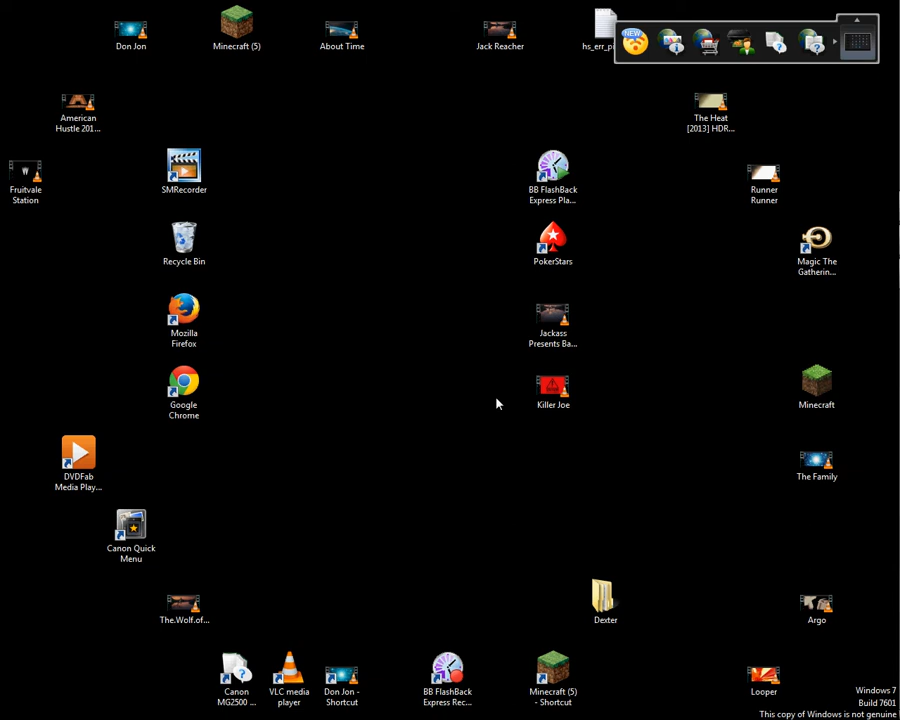 Don Jon
Minecraft (5)
About Time
Jack Reacher
NEW
American
Hustle 201...
The Heat
[2013] HDR...
Fruitvale
Station
SMRecorder
BB FlashBack
Express Pla...
Runner
Runner
Recycle Bin
PokerStars
Magic The
Gatherin...
Mozilla
Firefox
Jackass
Presents Ba...
Google
Chrome
Killer Joe
Minecraft
DVDFab
Media Play...
The Family
Canon Quick
Menu
The.Wolf.of...
Dexter
Argo
Canon
MG2500 ...
VLC media
player
Don Jon -
Shortcut
BB FlashBack
Express Rec...
Minecraft (5)
- Shortcut
Looper
Windows 7
Build 7601
This copy of Windows is not genuine